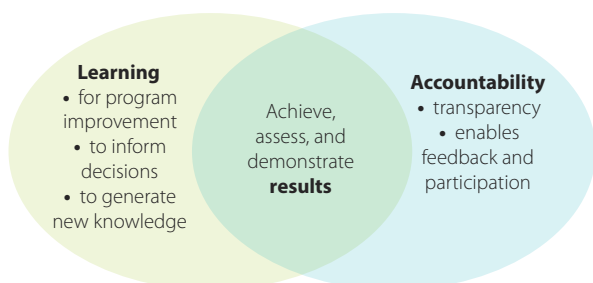 Learning
• for program
improvement
• to inform
decisions
• to generate
new knowledge
Achieve,
assess, and
demonstrate
results
Accountability
• transparency
• enables
feedback and
participation